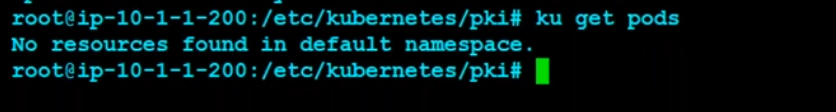 root@ip-10-1-1-200:/etc/kubernetes/pki# ku get pods
No resources found in default namespace.
root@ip-10-1-1-200:/etc/kubernetes/pki#